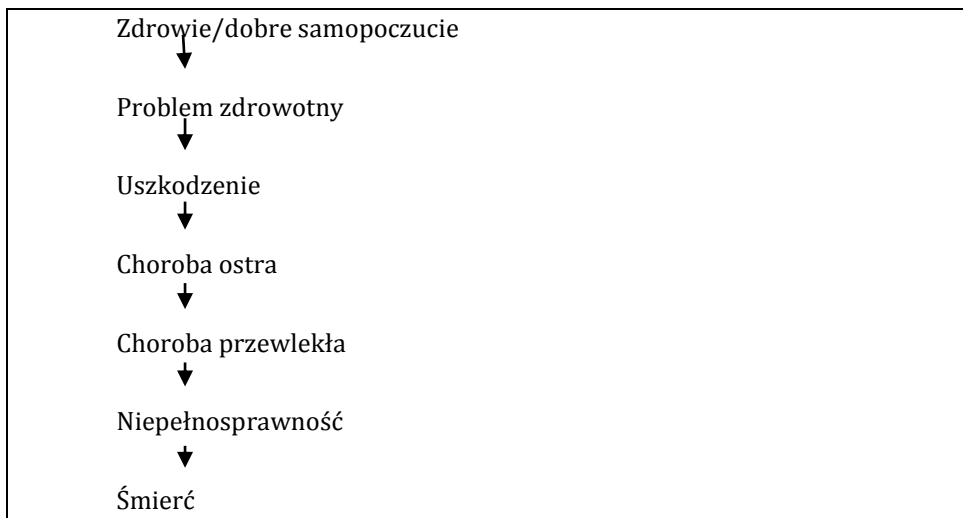 Zdrowie/dobre samopoczucie
Problem zdrowotny
Uszkodzenie
Choroba ostra
Choroba przewlekła
Niepełnosprawność
Śmierć